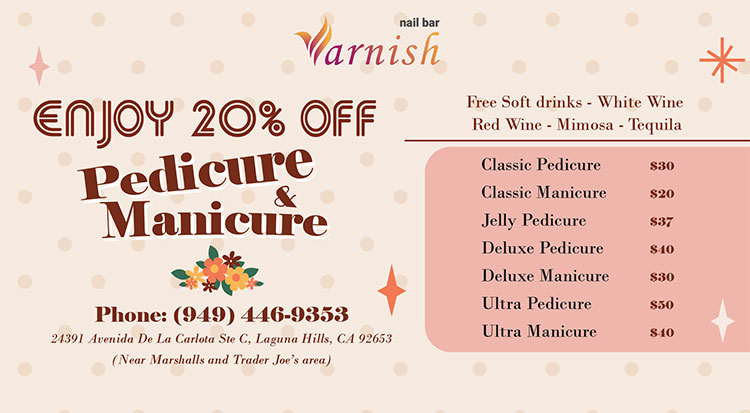 nail bar
Varnish
ENJOY 20% OFF
Pedicure
&
Manicure
Phone: (949) 446-9353
24391 Avenida De La Carlota Ste C, Laguna Hills, CA 92653
(Near Marshalls and Trader Joe's area)
Free Soft drinks - White Wine
Red Wine - Mimosa - Tequila
Classic Pedicure $30
Classic Manicure $20
Jelly Pedicure $37
Deluxe Pedicure $40
Deluxe Manicure $30
Ultra Pedicure $50
Ultra Manicure $40